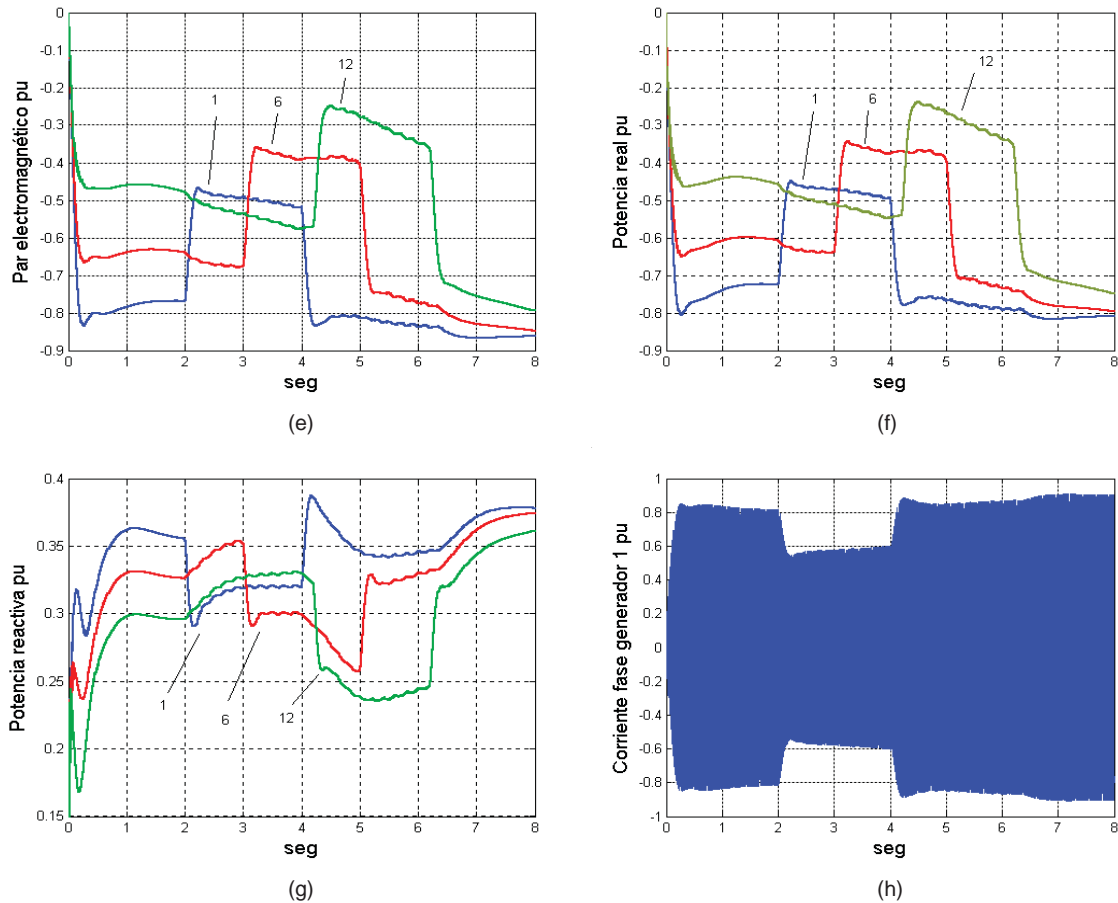 Par electromagnético pu
0
-0.1
-0.2
-0.3
-0.4
-0.5
-0.6
-0.7
-0.8
-0.9
1
6
12
0 1 2 3 4 5 6 7 8
seg
(e)
Potencia real pu
0
-0.1
-0.2
-0.3
-0.4
-0.5
-0.6
-0.7
-0.8
-0.9
1
6
12
0 1 2 3 4 5 6 7 8
seg
(f)
Potencia reactiva pu
0.4
0.35
0.3
0.25
0.2
0.15
1
6
12
0 1 2 3 4 5 6 7 8
seg
(g)
Corriente fase generador 1 pu
1
0.8
0.6
0.4
0.2
0
-0.2
-0.4
-0.6
-0.8
-1
0 1 2 3 4 5 6 7 8
seg
(h)